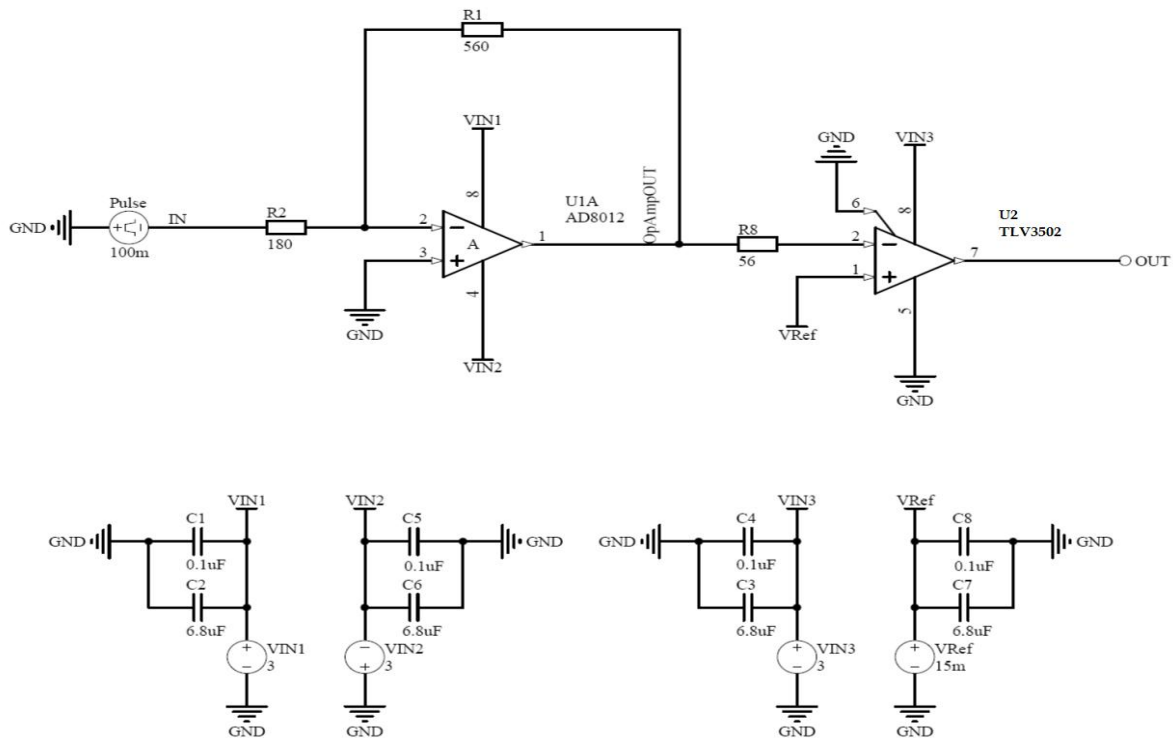 R1
560
VIN1
GND
VIN3
Pulse
IN
R2
8
U1A
AD8012
OpAmpOUT
6
8
U2
TLV3502
GND
100m
180
2
A
1
R8
56
2
7
OUT
3
1
4
5
GND
VIN2
VRef
GND
VIN1
VIN2
VIN3
VRef
GND
C1
0.1uF
C5
0.1uF
GND
GND
C4
0.1uF
C8
0.1uF
GND
C2
6.8uF
C6
6.8uF
C3
6.8uF
C7
6.8uF
VIN1
3
VIN2
3
VIN3
3
VRef
15m
GND
GND
GND
GND